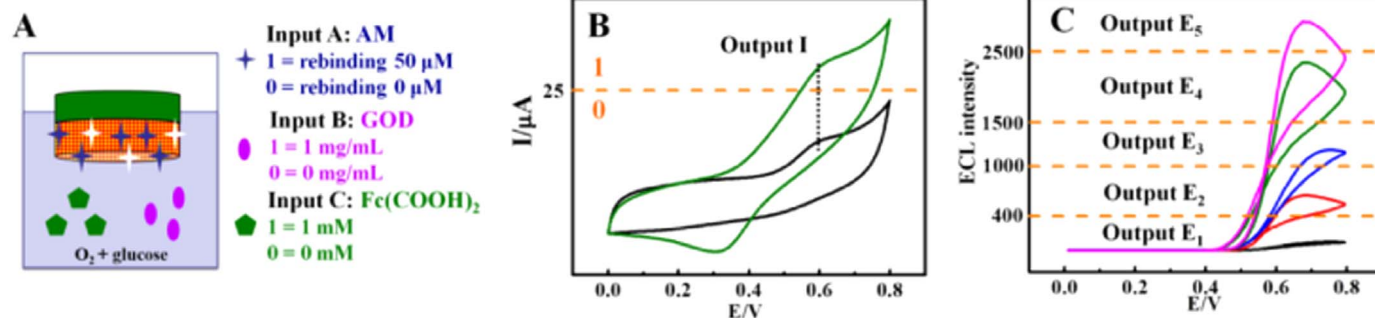 A
Input A: AM
1 = rebinding 50 μM
0 = rebinding 0 μM
Input B: GOD
1 = 1 mg/mL
0 = 0 mg/mL
Input C: Fc(COOH)₂
1 = 1 mM
0 = 0 mM
O₂ + glucose
B
Output I
1
25
0
I/μA
0.0 0.2 0.4 0.6 0.8
E/V
C
Output E₅
2500
Output E₄
1500
Output E₃
1000
Output E₂
400
Output E₁
ECL intensity
0.0 0.2 0.4 0.6 0.8
E/V